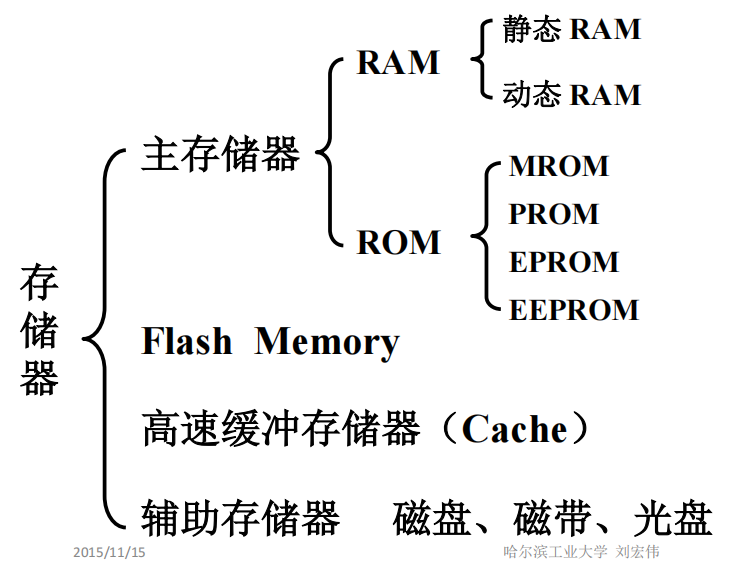 静态 RAM
RAM
动态 RAM
主存储器
MROM
PROM
ROM
EPROM
EEPROM
存储器
Flash Memory
高速缓冲存储器（Cache）
辅助存储器 磁盘、磁带、光盘
2015/11/15 哈尔滨工业大学 刘宏伟